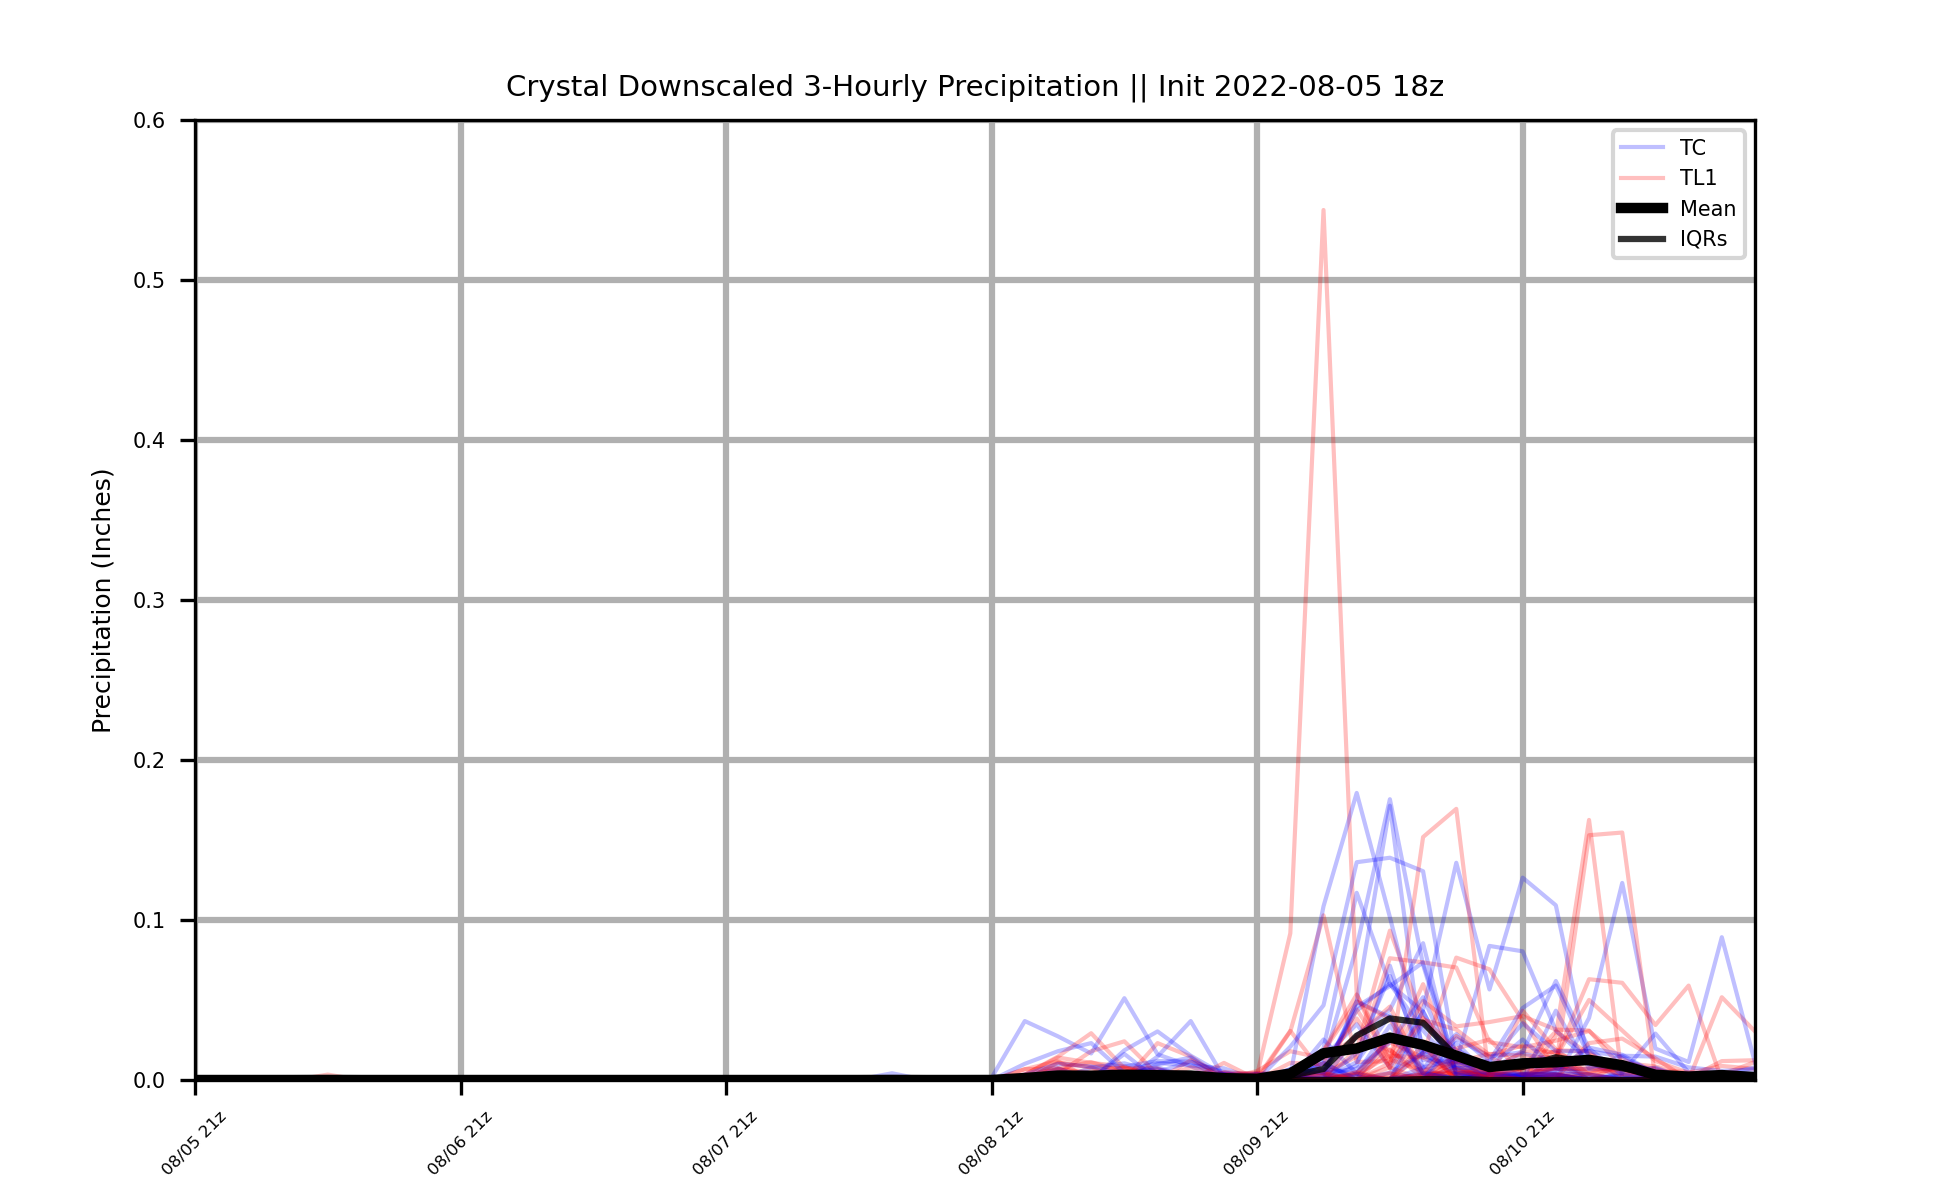 Crystal Downscaled 3-Hourly Precipitation || Init 2022-08-05 18z
TC
TL1
Mean
IQRs
Precipitation (Inches)
0.6
0.5
0.4
0.3
0.2
0.1
0.0
08/05 21z
08/06 21z
08/07 21z
08/08 21z
08/09 21z
08/10 21z